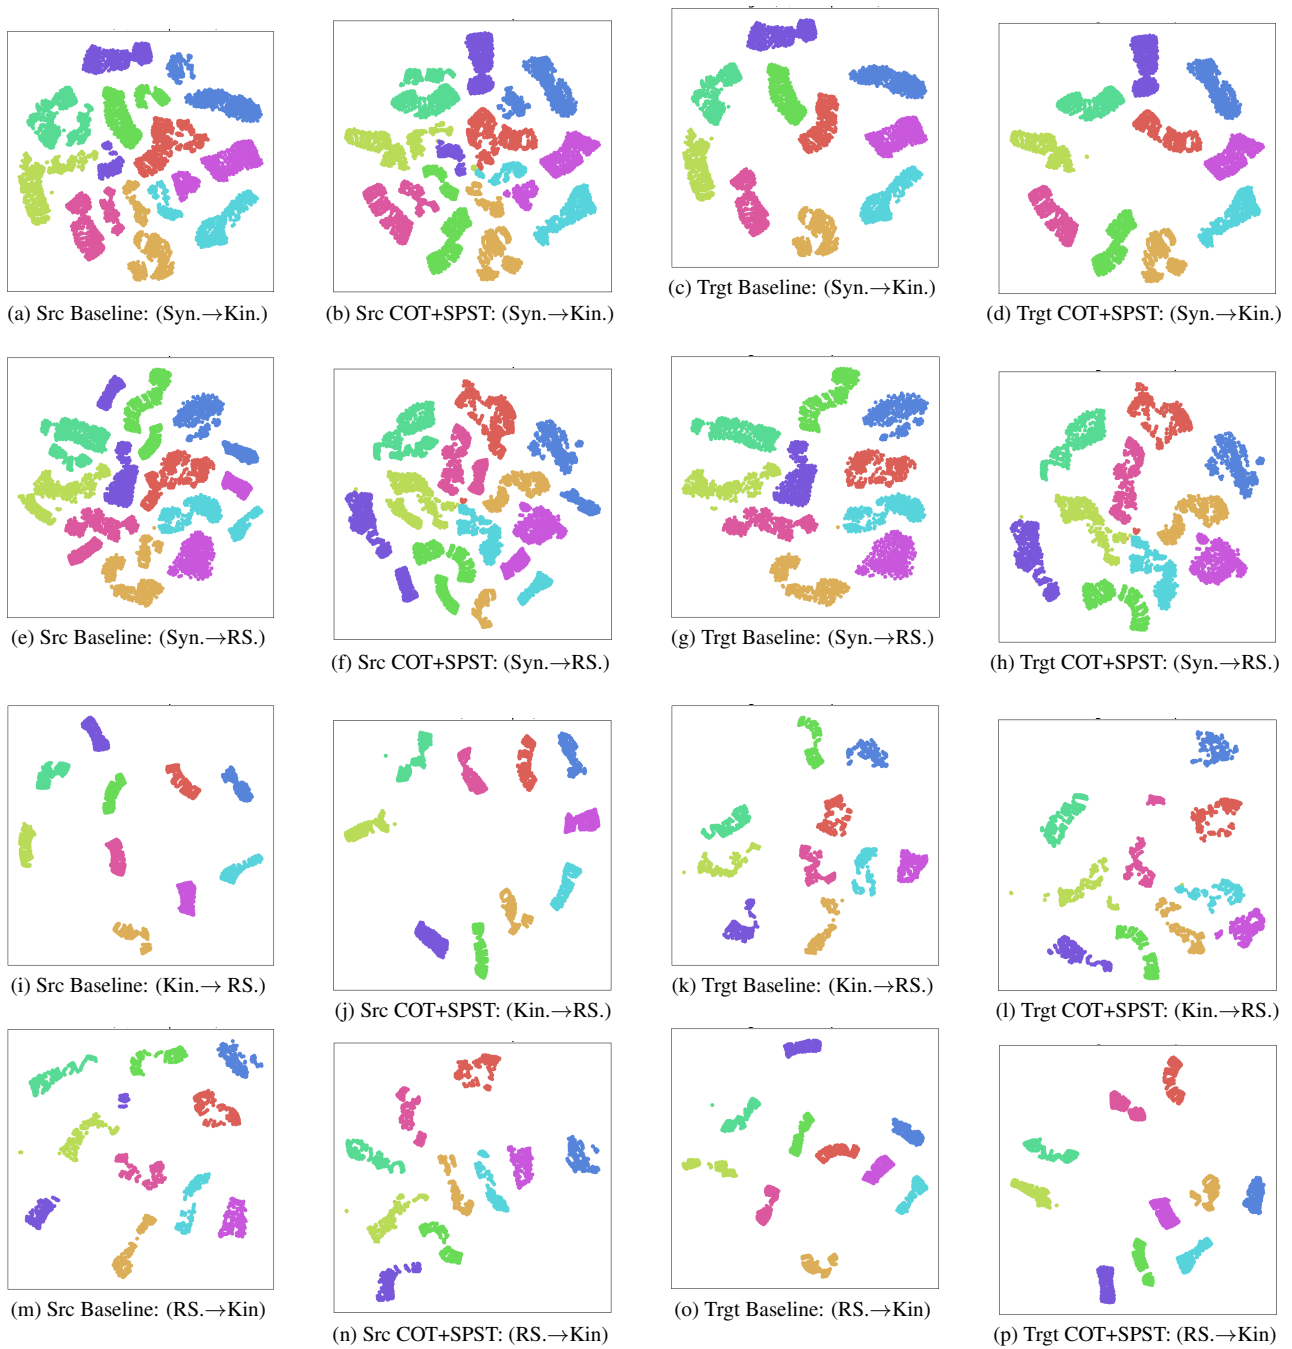 (a) Src Baseline: (Syn.→Kin.)
(b) Src COT+SPST: (Syn.→Kin.)
(c) Trgt Baseline: (Syn.→Kin.)
(d) Trgt COT+SPST: (Syn.→Kin.)
(e) Src Baseline: (Syn.→RS.)
(f) Src COT+SPST: (Syn.→RS.)
(g) Trgt Baseline: (Syn.→RS.)
(h) Trgt COT+SPST: (Syn.→RS.)
(i) Src Baseline: (Kin.→ RS.)
(j) Src COT+SPST: (Kin.→RS.)
(k) Trgt Baseline: (Kin.→RS.)
(l) Trgt COT+SPST: (Kin.→RS.)
(m) Src Baseline: (RS.→Kin)
(n) Src COT+SPST: (RS.→Kin)
(o) Trgt Baseline: (RS.→Kin)
(p) Trgt COT+SPST: (RS.→Kin)